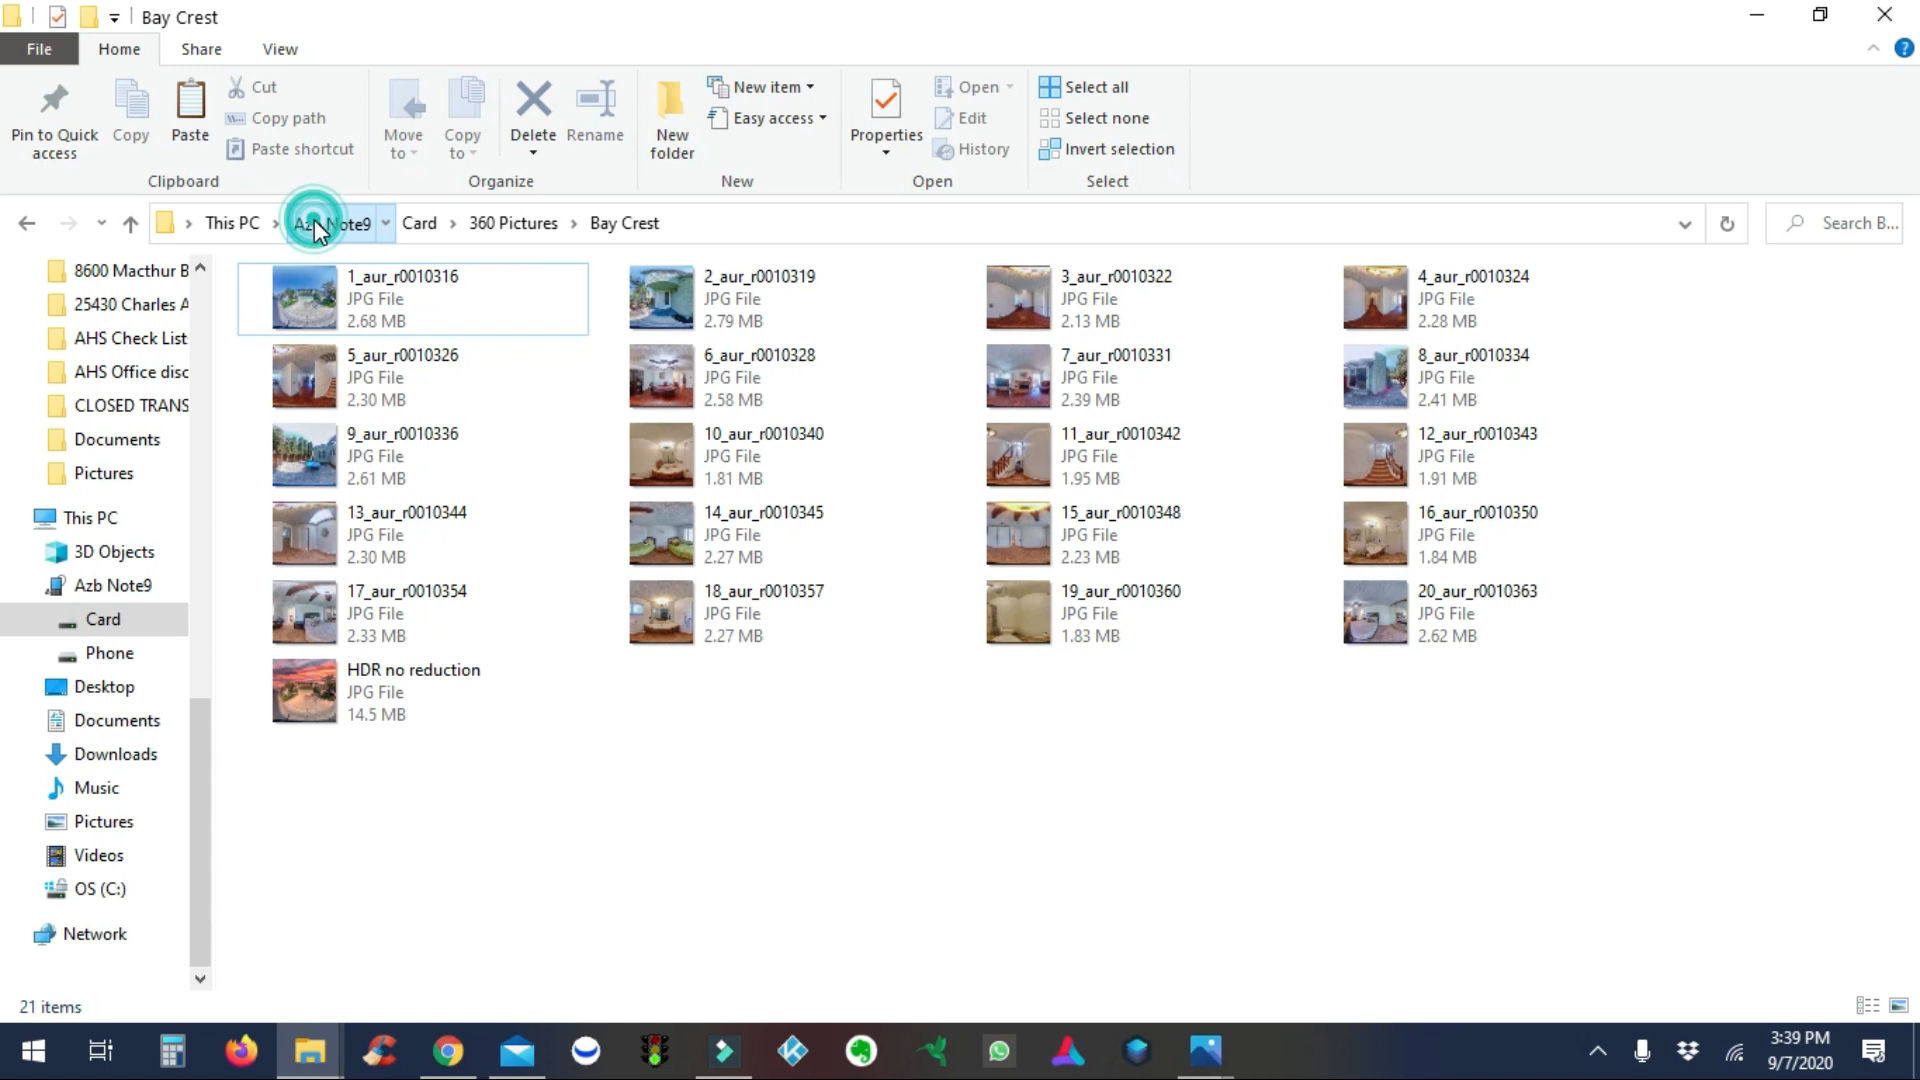 Bay Crest
File
Home
Share
View
Pin to Quick access
Copy
Paste
Cut
Copy path
Paste shortcut
Clipboard
Move to
Copy to
Delete
Rename
Organize
New folder
New item
Easy access
New
Properties
Open
Edit
History
Open
Select all
Select none
Invert selection
Select
This PC
Azb Note9
Card
360 Pictures
Bay Crest
Search B...
8600 Macthur B
25430 Charles A
AHS Check List
AHS Office disc
CLOSED TRANS
Documents
Pictures
This PC
3D Objects
Azb Note9
Card
Phone
Desktop
Documents
Downloads
Music
Pictures
Videos
OS (C:)
Network
1_aur_r0010316
JPG File
2.68 MB
2_aur_r0010319
JPG File
2.79 MB
3_aur_r0010322
JPG File
2.13 MB
4_aur_r0010324
JPG File
2.28 MB
5_aur_r0010326
JPG File
2.30 MB
6_aur_r0010328
JPG File
2.58 MB
7_aur_r0010331
JPG File
2.39 MB
8_aur_r0010334
JPG File
2.41 MB
9_aur_r0010336
JPG File
2.61 MB
10_aur_r0010340
JPG File
1.81 MB
11_aur_r0010342
JPG File
1.95 MB
12_aur_r0010343
JPG File
1.91 MB
13_aur_r0010344
JPG File
2.30 MB
14_aur_r0010345
JPG File
2.27 MB
15_aur_r0010348
JPG File
2.23 MB
16_aur_r0010350
JPG File
1.84 MB
17_aur_r0010354
JPG File
2.33 MB
18_aur_r0010357
JPG File
2.27 MB
19_aur_r0010360
JPG File
1.83 MB
20_aur_r0010363
JPG File
2.62 MB
HDR no reduction
JPG File
14.5 MB
21 items
3:39 PM
9/7/2020